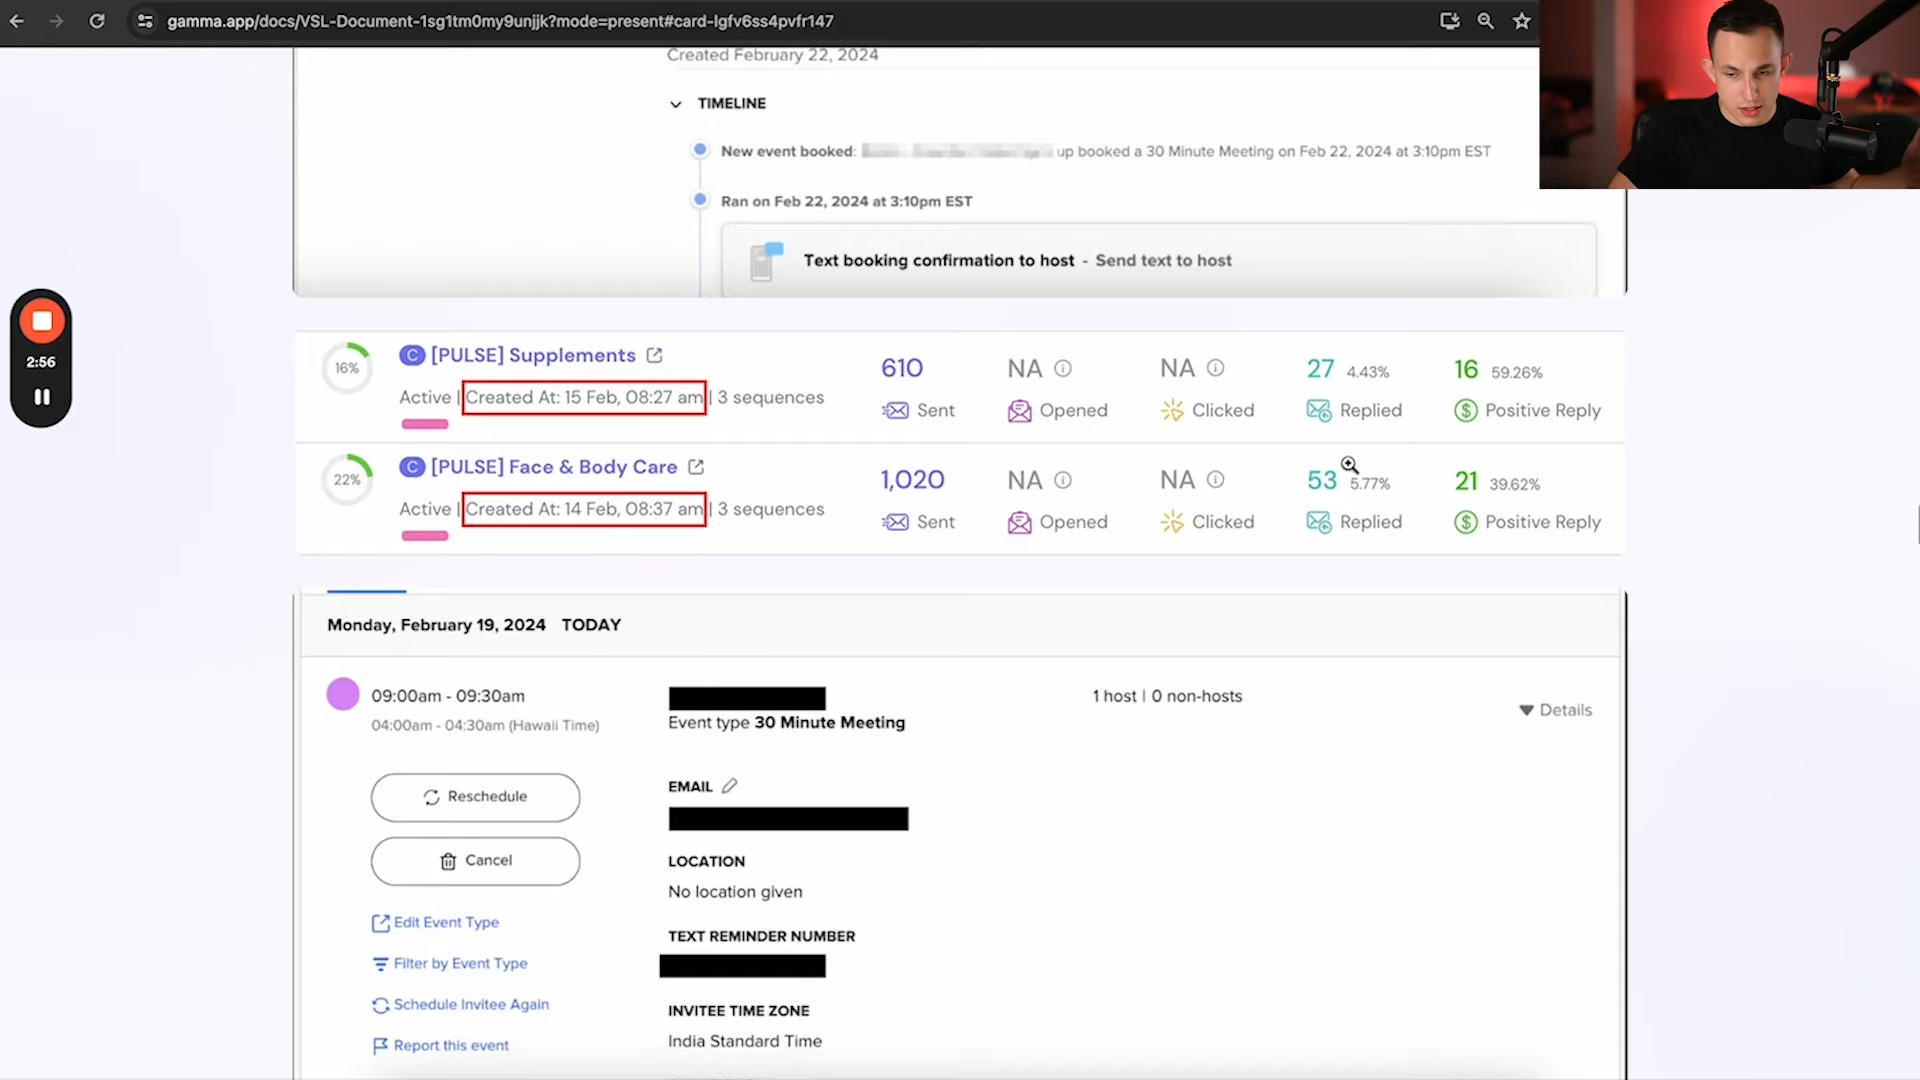 gamma.app/docs/VSL-Document-1sg1tm0my9unjjk?mode=present#card-lgfv6ss4pvfr147
Created February 22, 2024
TIMELINE
New event booked: up booked a 30 Minute Meeting on Feb 22, 2024 at 3:10pm EST
Ran on Feb 22, 2024 at 3:10pm EST
Text booking confirmation to host - Send text to host
2:56
16%
C [PULSE] Supplements
Active | Created At: 15 Feb, 08:27 am | 3 sequences
610
Sent
NA
Opened
NA
Clicked
27 4.43%
Replied
16 59.26%
Positive Reply
22%
C [PULSE] Face & Body Care
Active | Created At: 14 Feb, 08:37 am | 3 sequences
1,020
Sent
NA
Opened
NA
Clicked
53 5.77%
Replied
21 39.62%
Positive Reply
Monday, February 19, 2024 TODAY
09:00am - 09:30am
04:00am - 04:30am (Hawaii Time)
Event type 30 Minute Meeting
1 host | 0 non-hosts
Details
Reschedule
Cancel
Edit Event Type
Filter by Event Type
Schedule Invitee Again
Report this event
EMAIL
LOCATION
No location given
TEXT REMINDER NUMBER
INVITEE TIME ZONE
India Standard Time